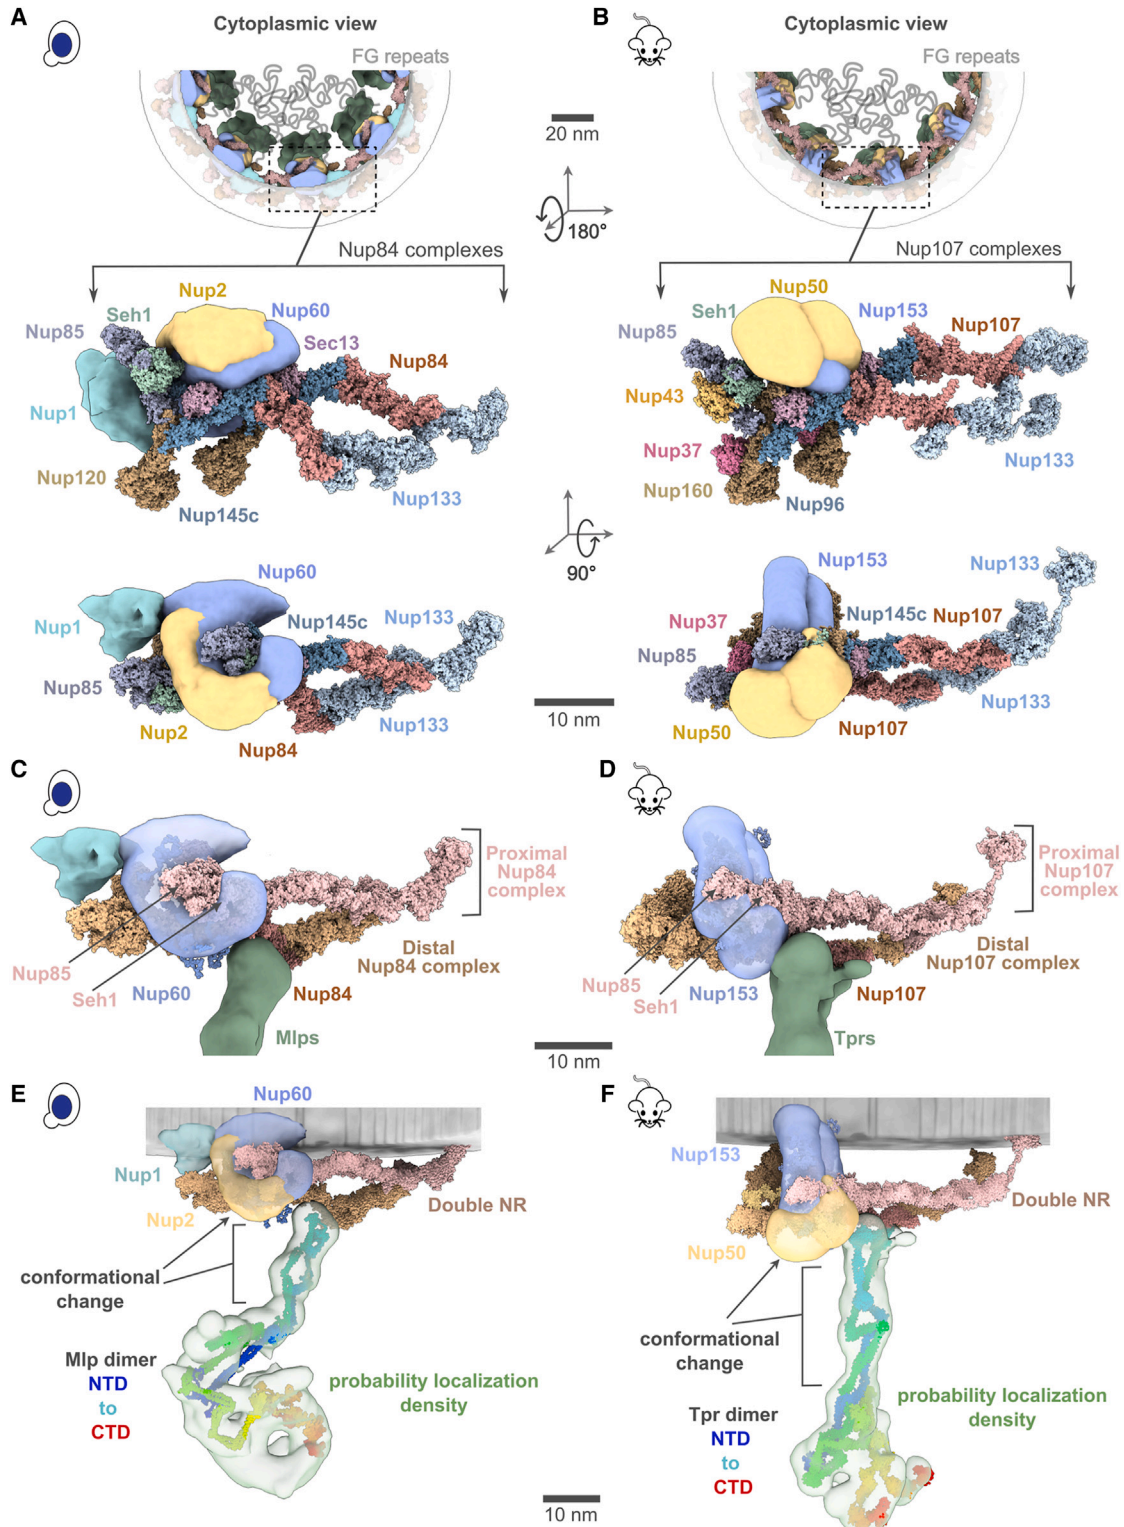 A
Cytoplasmic view
FG repeats
B
Cytoplasmic view
FG repeats
20 nm
180°
Nup84 complexes
Nup2
Seh1
Nup60
Nup85
Sec13
Nup84
Nup1
Nup120
Nup133
Nup145c
Nup107 complexes
Nup50
Seh1
Nup153
Nup85
Nup107
Nup43
Nup37
Nup133
Nup160
Nup96
90°
Nup60
Nup1
Nup145c
Nup133
Nup85
Nup2
Nup133
Nup84
10 nm
Nup153
Nup133
Nup37
Nup145c
Nup107
Nup85
Nup133
Nup50
Nup107
C
Proximal
Nup84
complex
Distal
Nup84 complex
Nup85
Seh1
Nup60
Nup84
Mlps
D
Proximal
Nup107
complex
Distal
Nup107 complex
Nup85
Seh1
Nup153
Nup107
Tprs
10 nm
E
Nup60
Nup1
Nup2
Double NR
conformational
change
Mlp dimer
NTD
to
CTD
probability localization
density
F
Nup153
Double NR
Nup50
conformational
change
Tpr dimer
NTD
to
CTD
probability localization
density
10 nm